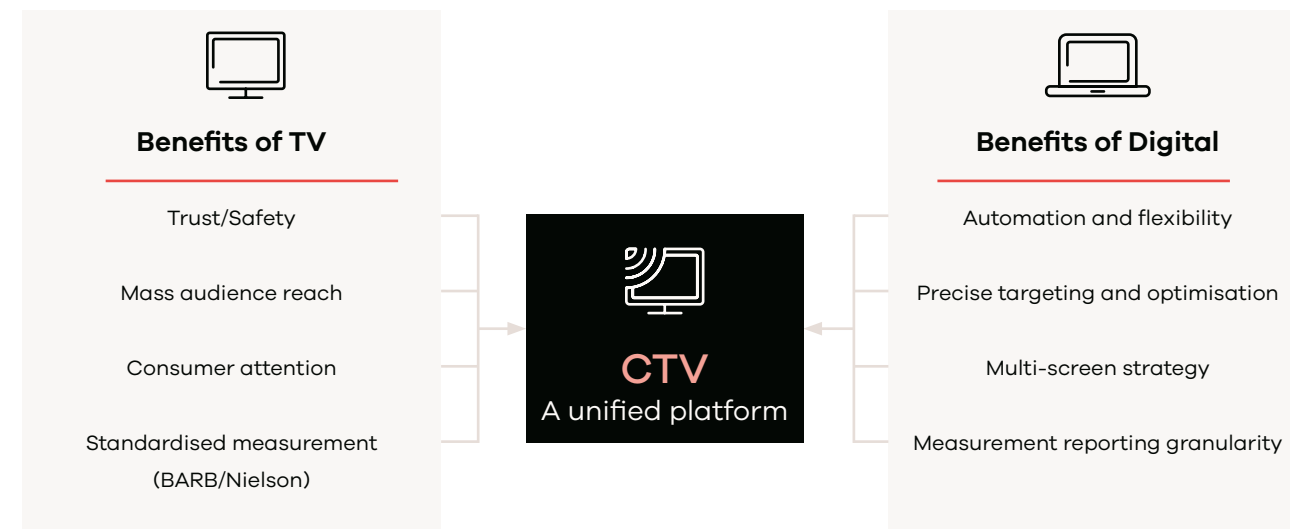 Benefits of TV
Trust/Safety
Mass audience reach
Consumer attention
Standardised measurement
(BARB/Nielson)
CTV
A unified platform
Benefits of Digital
Automation and flexibility
Precise targeting and optimisation
Multi-screen strategy
Measurement reporting granularity